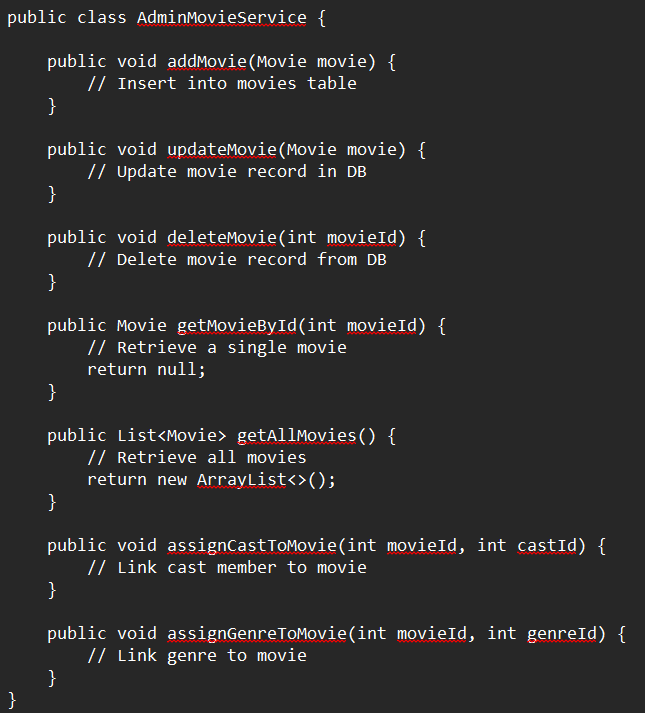 public class AdminMovieService {
    public void addMovie(Movie movie) {
        // Insert into movies table
    }
    public void updateMovie(Movie movie) {
        // Update movie record in DB
    }
    public void deleteMovie(int movieId) {
        // Delete movie record from DB
    }
    public Movie getMovieById(int movieId) {
        // Retrieve a single movie
        return null;
    }
    public List<Movie> getAllMovies() {
        // Retrieve all movies
        return new ArrayList<>();
    }
    public void assignCastToMovie(int movieId, int castId) {
        // Link cast member to movie
    }
    public void assignGenreToMovie(int movieId, int genreId) {
        // Link genre to movie
    }
}